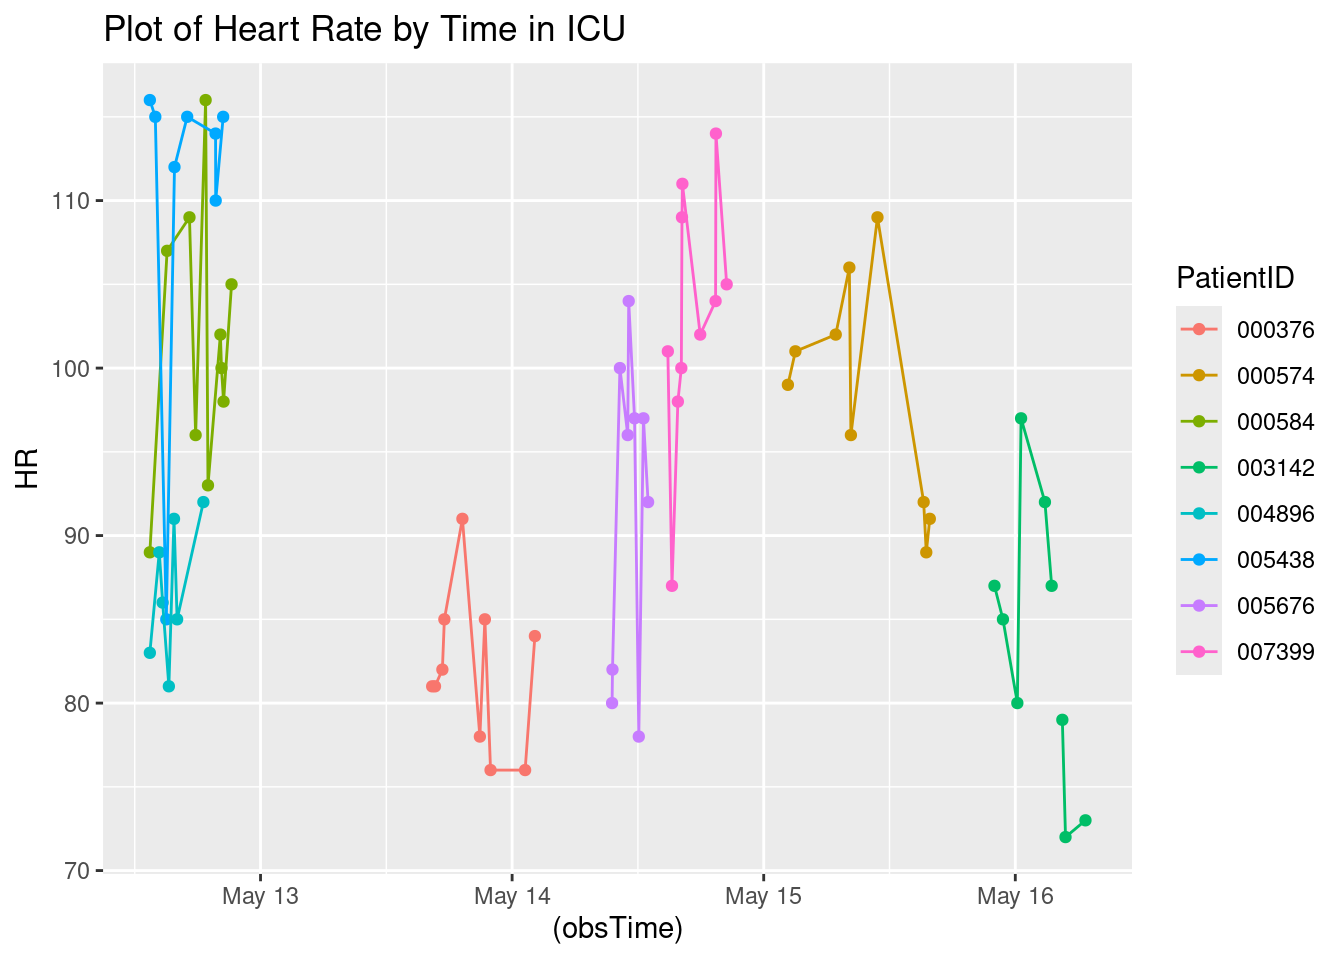 Plot of Heart Rate by Time in ICU
HR
110
100
90
80
70
May 13
May 14
May 15
May 16
(obsTime)
PatientID
000376
000574
000584
003142
004896
005438
005676
007399